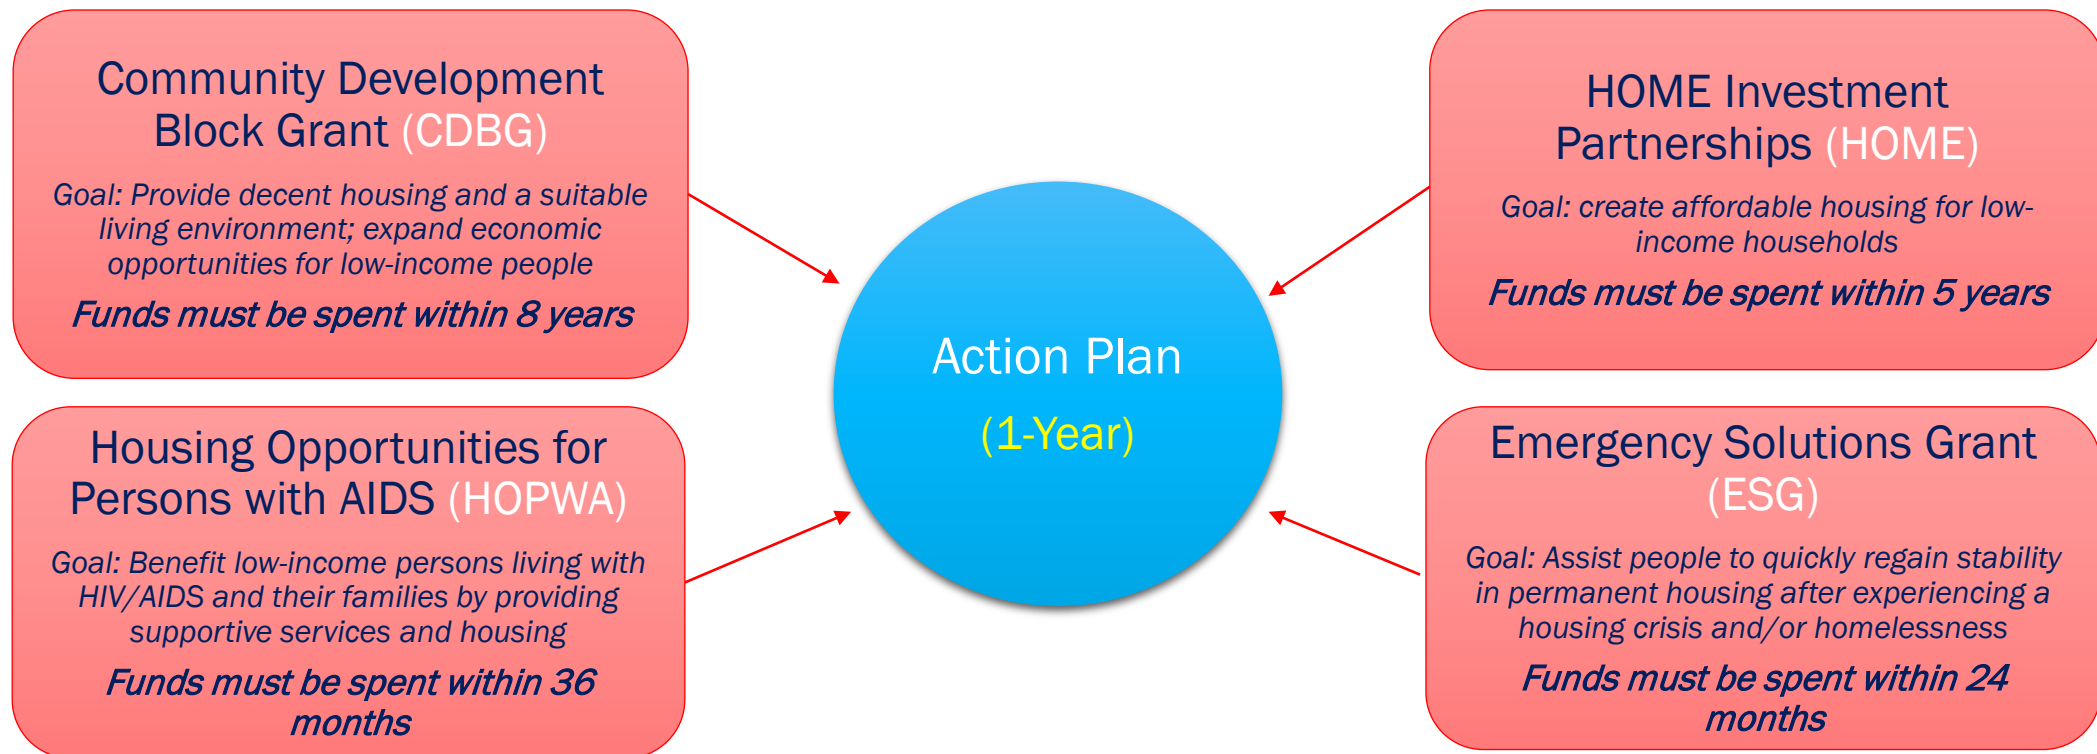 Community Development
Block Grant (CDBG)
Goal: Provide decent housing and a suitable
living environment; expand economic
opportunities for low-income people
Funds must be spent within 8 years
HOME Investment
Partnerships (HOME)
Goal: create affordable housing for low-
income households
Funds must be spent within 5 years
Action Plan
(1-Year)
Housing Opportunities for
Persons with AIDS (HOPWA)
Goal: Benefit low-income persons living with
HIV/AIDS and their families by providing
supportive services and housing
Funds must be spent within 36
months
Emergency Solutions Grant
(ESG)
Goal: Assist people to quickly regain stability
in permanent housing after experiencing a
housing crisis and/or homelessness
Funds must be spent within 24
months